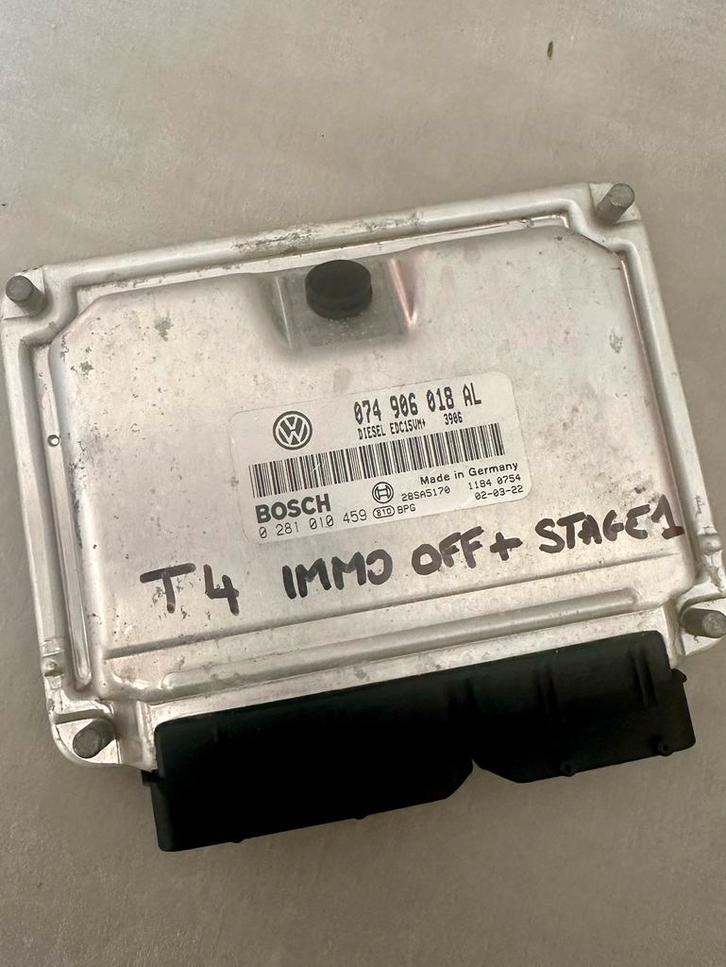 074 906 018 AL
DIESEL EDC15VM+ 3906
Made in Germany
BOSCH 28SA5170 1184 0754
0 281 010 459 B10 BPG 02-03-22
T4 IMMO OFF + STAGE 1